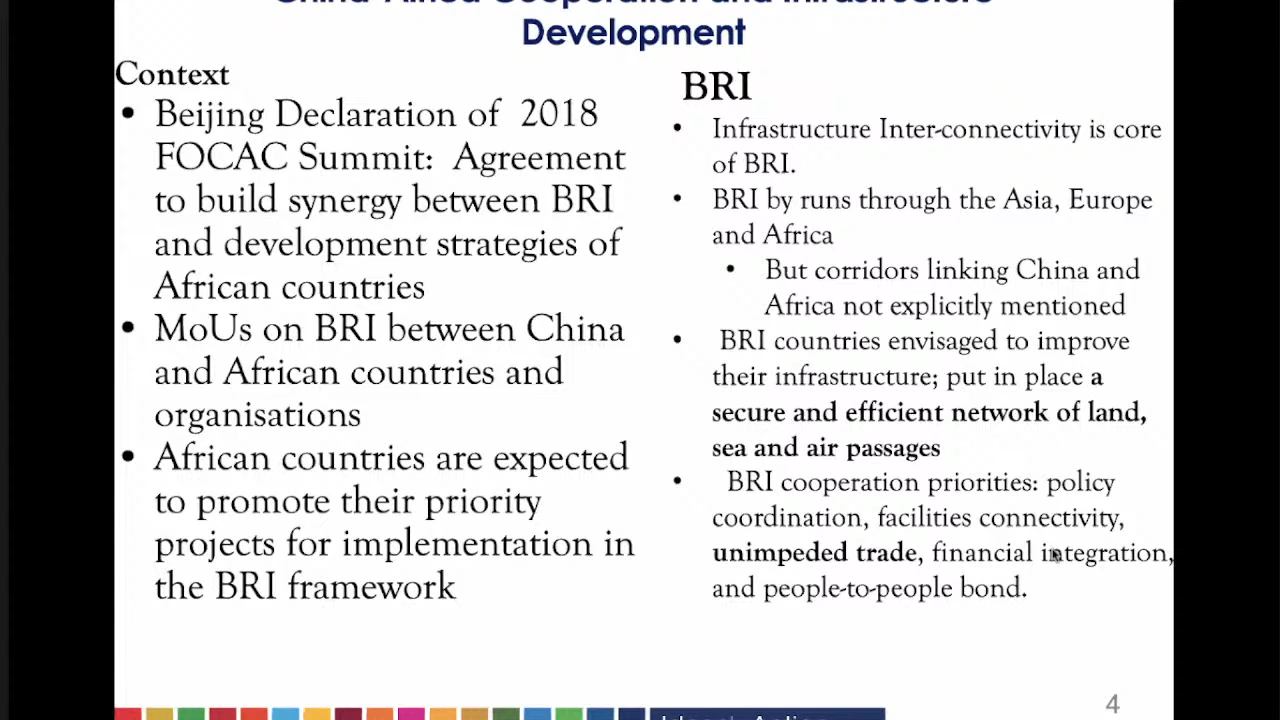 China-Africa Cooperation and Infrastructure
Development
Context
• Beijing Declaration of 2018
FOCAC Summit: Agreement
to build synergy between BRI
and development strategies of
African countries
• MoUs on BRI between China
and African countries and
organisations
• African countries are expected
to promote their priority
projects for implementation in
the BRI framework
BRI
• Infrastructure Inter-connectivity is core
of BRI.
• BRI by runs through the Asia, Europe
and Africa
• But corridors linking China and
Africa not explicitly mentioned
• BRI countries envisaged to improve
their infrastructure; put in place a
secure and efficient network of land,
sea and air passages
• BRI cooperation priorities: policy
coordination, facilities connectivity,
unimpeded trade, financial integration,
and people-to-people bond.
4